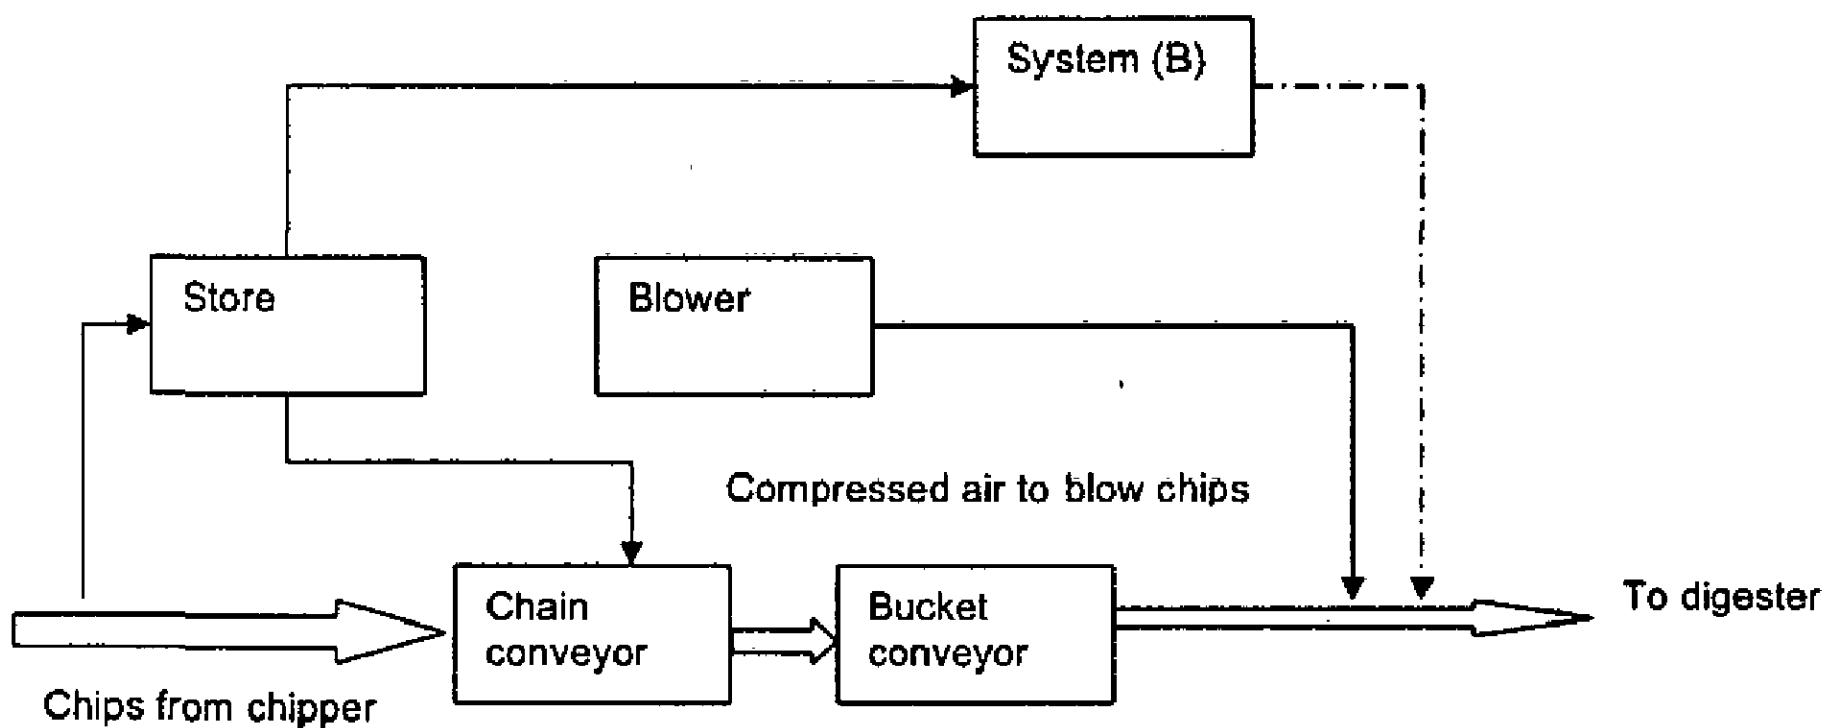 System (B)
Store
Blower
Compressed air to blow chips
Chain
conveyor
Bucket
conveyor
To digester
Chips from chipper